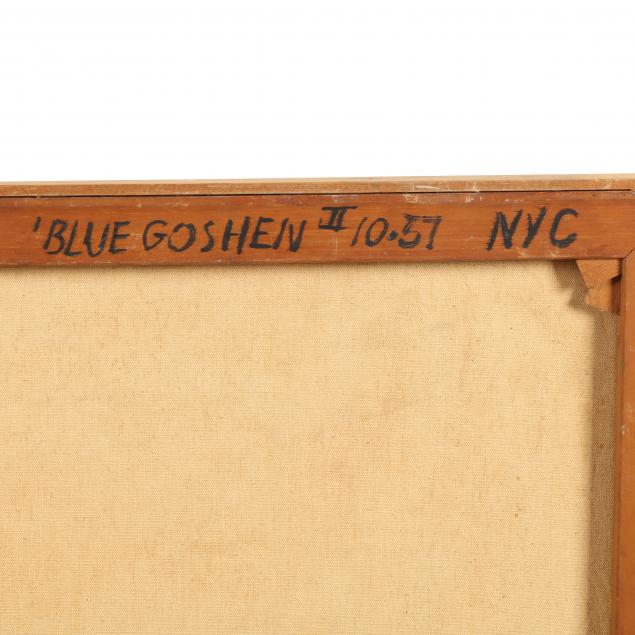 'BLUE GOSHEN II 10.57 NYC